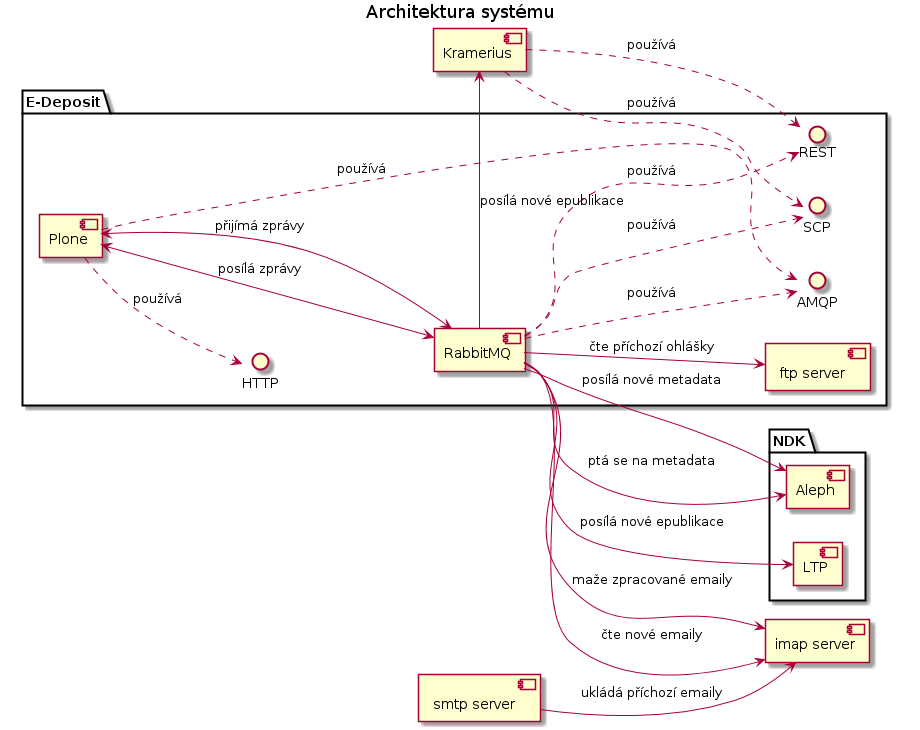 Architektura systému
Kramerius
používá
E-Deposit
používá
REST
používá
používá
posílá nové epublikace
SCP
Plone
přijímá zprávy
používá
posílá zprávy
používá
používá
AMQP
RabbitMQ
čte příchozí ohlášky
ftp server
HTTP
posílá nové metadata
NDK
ptá se na metadata
Aleph
posílá nové epublikace
LTP
maže zpracované emaily
čte nové emaily
imap server
ukládá příchozí emaily
smtp server